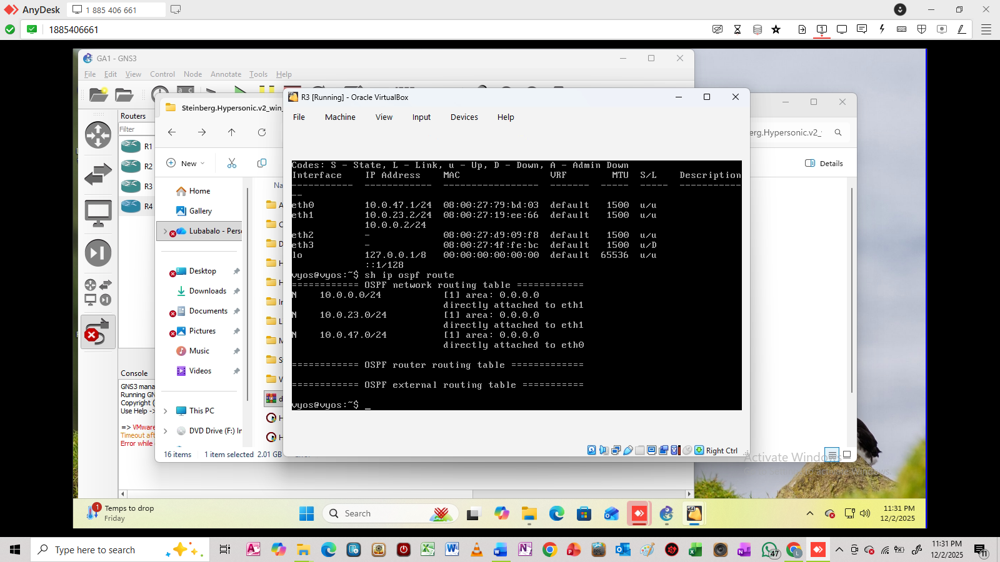 AnyDesk
1 885 406 661
1885406661
GA1 - GNS3
File Edit View Control Node Annotate Tools Help
Routers
Filter
R1
R2
R3
R4
Console
GNS3 mana
Running GN
Copyright (
Use Help ->
=> VMware
Timeout aft
Error while
Steinberg.Hypersonic.v2_win_
New
Home
Gallery
Lubabalo - Perso
Desktop
Downloads
Documents
Pictures
Music
Videos
This PC
DVD Drive (F:) In
16 items 1 item selected 2.01 GB
erg.Hypersonic.v2_
Details
R3 [Running] - Oracle VirtualBox
File Machine View Input Devices Help
Codes: S - State, L - Link, u - Up, D - Down, A - Admin Down
Interface IP Address MAC VRF MTU S/L Description
----------- ------------ ----------------- ------- ----- ----- -----------
--
eth0 10.0.47.1/24 08:00:27:79:bd:03 default 1500 u/u
eth1 10.0.23.2/24 08:00:27:19:ee:66 default 1500 u/u
10.0.0.2/24
eth2 - 08:00:27:d9:09:f8 default 1500 u/u
eth3 - 08:00:27:4f:fe:bc default 1500 u/D
lo 127.0.0.1/8 00:00:00:00:00:00 default 65536 u/u
::1/128
vyos@vyos:~$ sh ip ospf route
============ OSPF network routing table ============
N 10.0.0.0/24 [1] area: 0.0.0.0
directly attached to eth1
N 10.0.23.0/24 [1] area: 0.0.0.0
directly attached to eth1
N 10.0.47.0/24 [1] area: 0.0.0.0
directly attached to eth0
============ OSPF router routing table =============
============ OSPF external routing table ===========
vyos@vyos:~$ _
Right Ctrl
Activate Windows
1
Temps to drop
Friday
Search
11:31 PM
12/2/2025
Type here to search
47
11:31 PM
12/2/2025
11